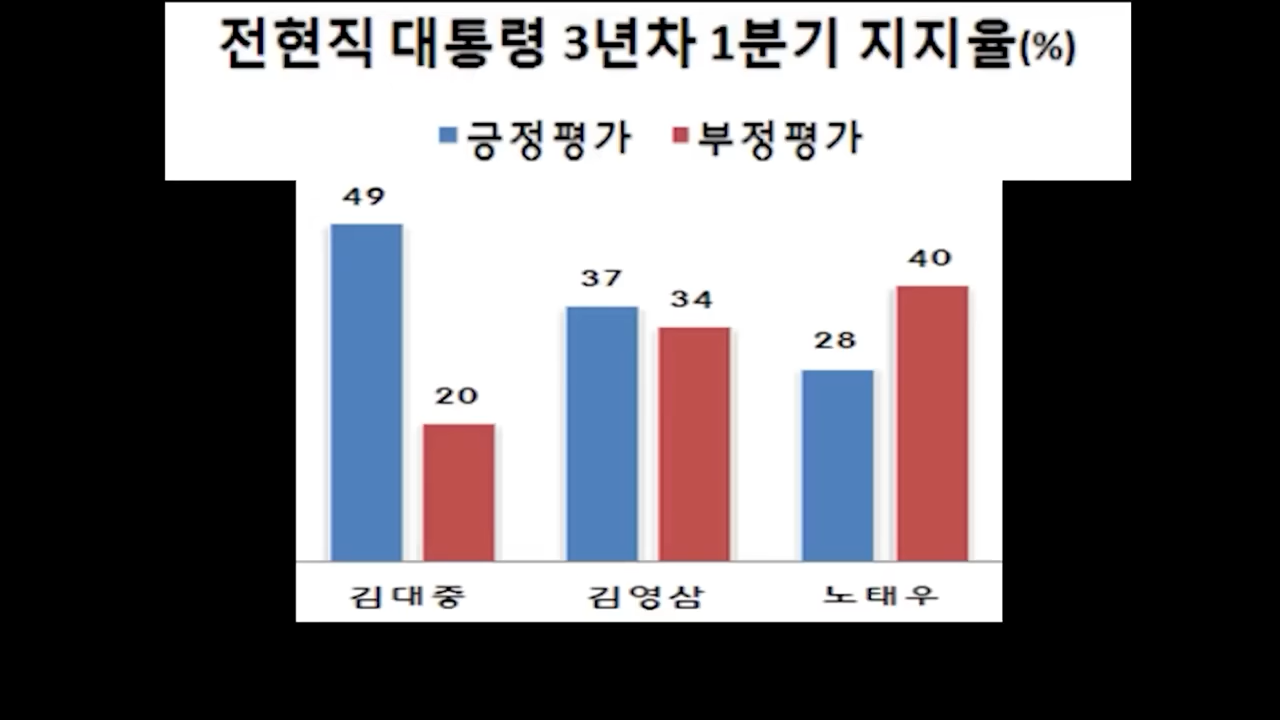 전현직 대통령 3년차 1분기 지지율(%)
긍정평가 부정평가
49
20
37
34
28
40
김대중 김영삼 노태우